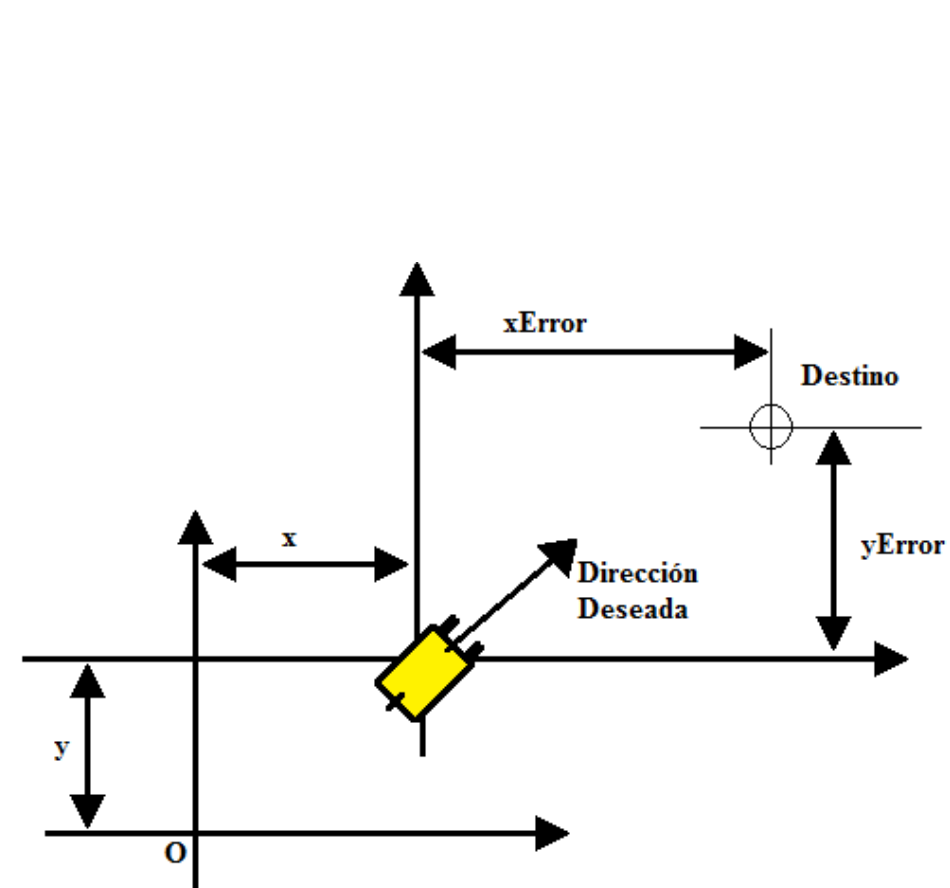 xError
Destino
x
yError
Dirección
Deseada
y
O